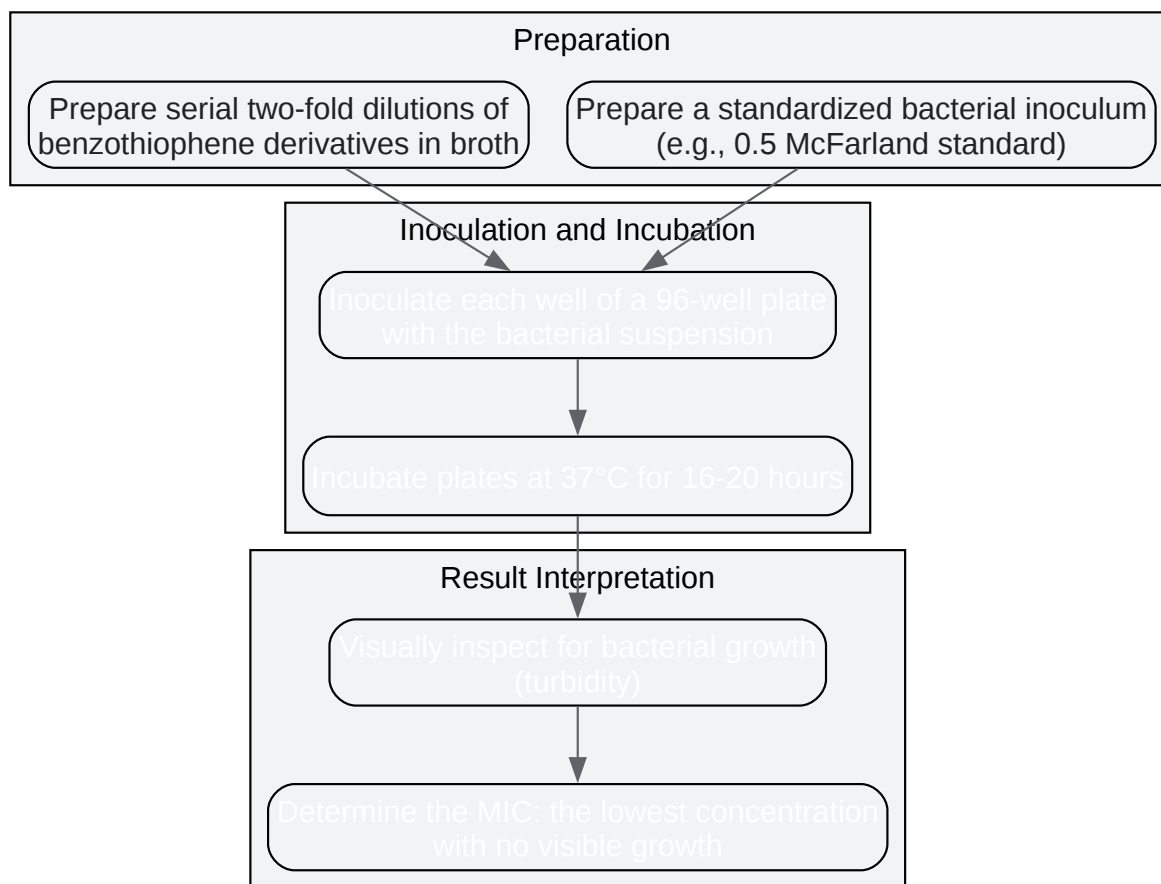 Preparation
Prepare serial two-fold dilutions of
benzothiophene derivatives in broth
Prepare a standardized bacterial inoculum
(e.g., 0.5 McFarland standard)
Inoculation and Incubation
Inoculate each well of a 96-well plate
with the bacterial suspension
Incubate plates at 37°C for 16-20 hours
Result Interpretation
Visually inspect for bacterial growth
(turbidity)
Determine the MIC: the lowest concentration
with no visible growth